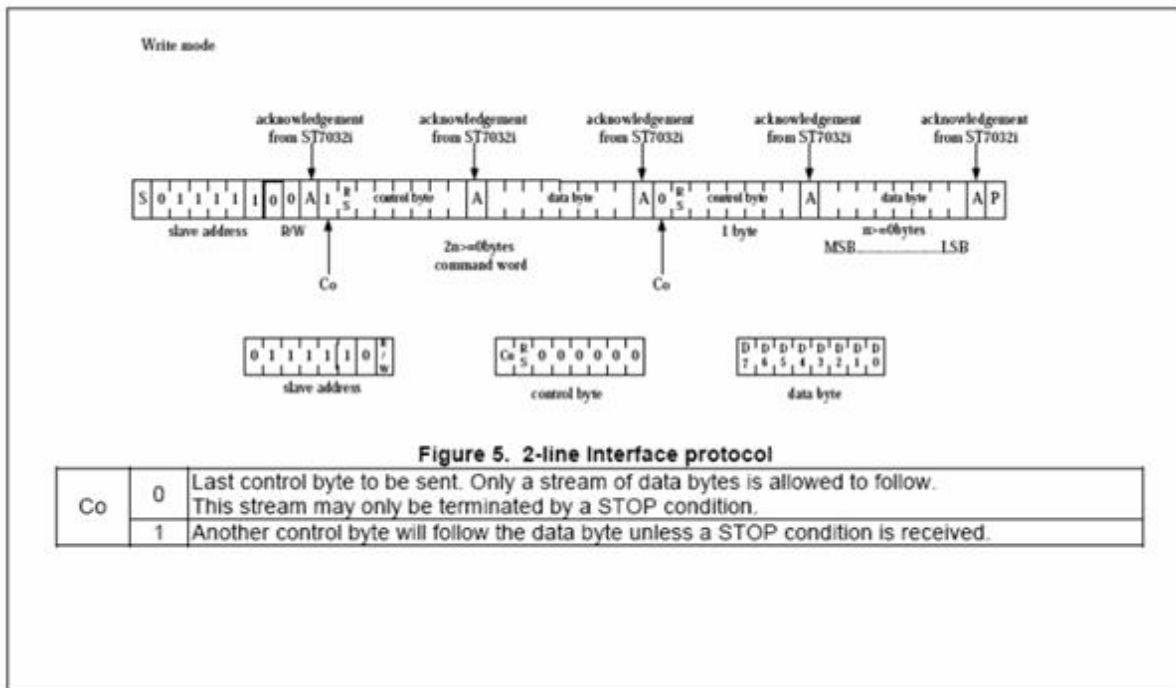 Write mode
acknowledgement acknowledgement acknowledgement acknowledgement acknowledgement
from ST7032i from ST7032i from ST7032i from ST7032i from ST7032i
S 0 1 1 1 1 1 0 0 A 1 RS control byte A data byte A 0 RS control byte A data byte A P
slave address R/W 2n>=0bytes 1 byte n>=0bytes
command word MSB LSB
Co Co
0 1 1 1 1 1 0 R/W Co RS 0 0 0 0 0 0 D7 D6 D5 D4 D3 D2 D1 D0
slave address control byte data byte
Figure 5. 2-line Interface protocol
Co 0 Last control byte to be sent. Only a stream of data bytes is allowed to follow.
This stream may only be terminated by a STOP condition.
1 Another control byte will follow the data byte unless a STOP condition is received.